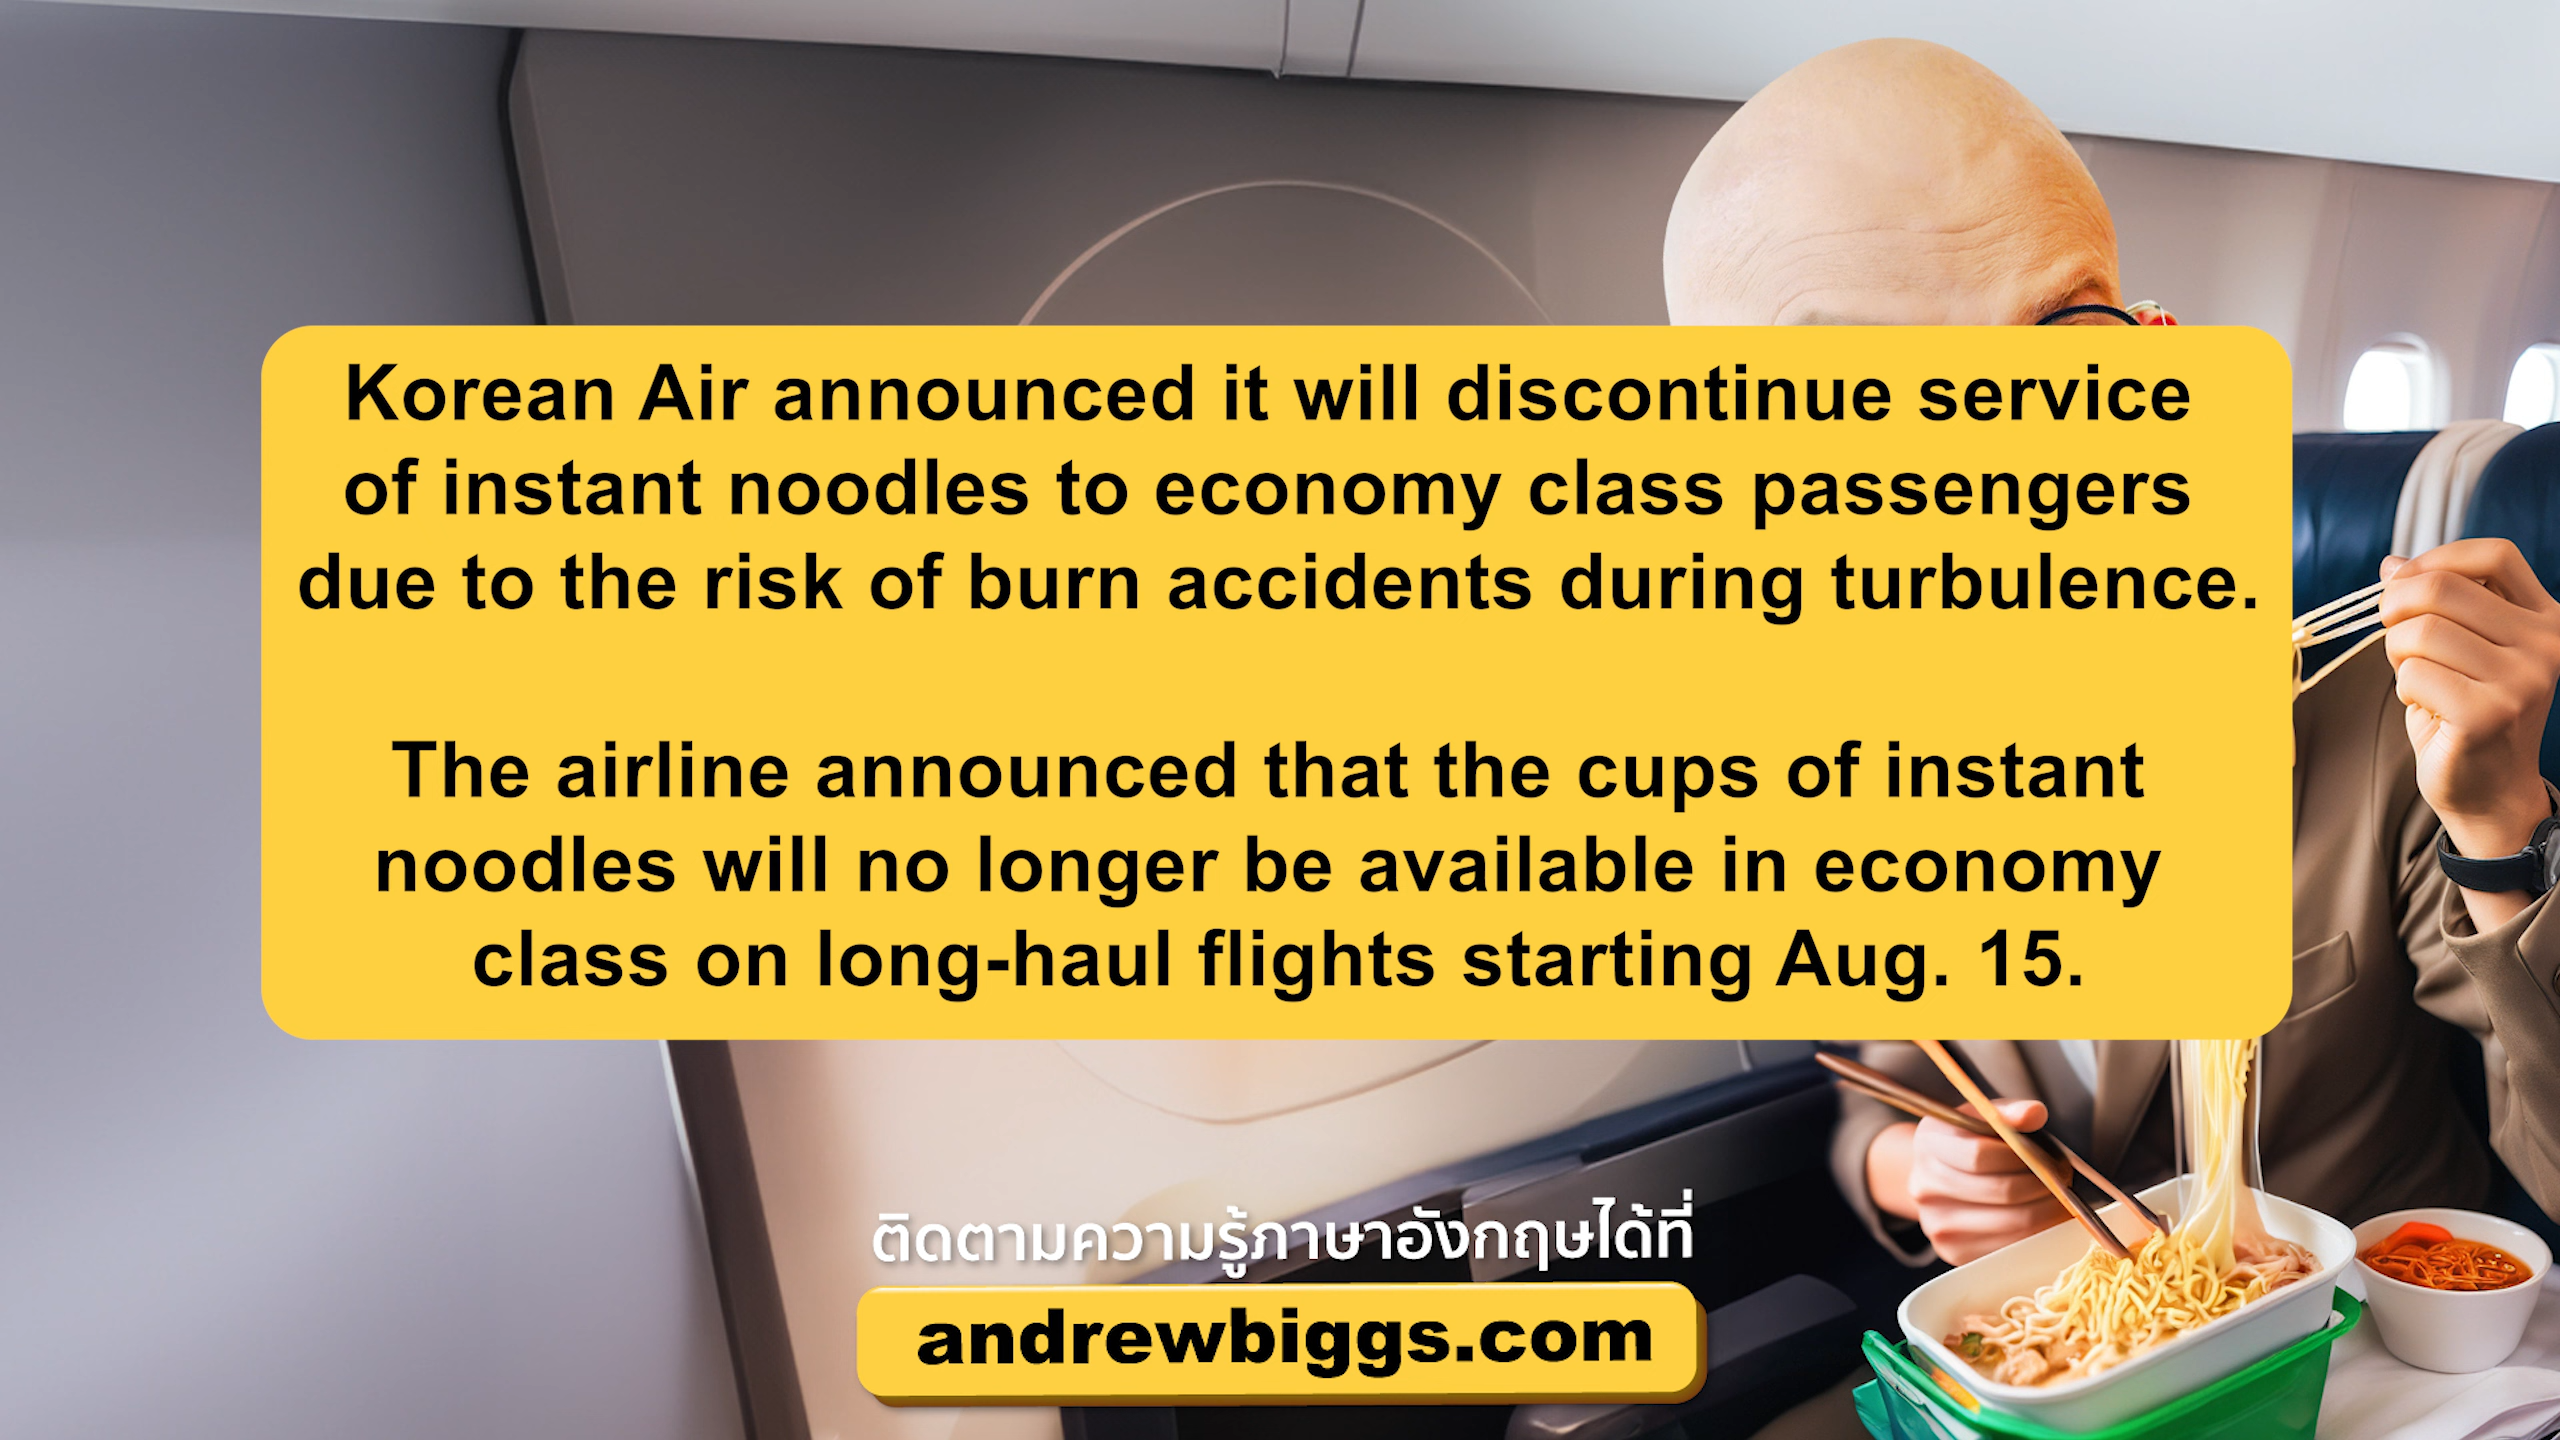 Korean Air announced it will discontinue service
of instant noodles to economy class passengers
due to the risk of burn accidents during turbulence.
The airline announced that the cups of instant
noodles will no longer be available in economy
class on long-haul flights starting Aug. 15.
ติดตามความรู้ภาษาอังกฤษได้ที่
andrewbiggs.com